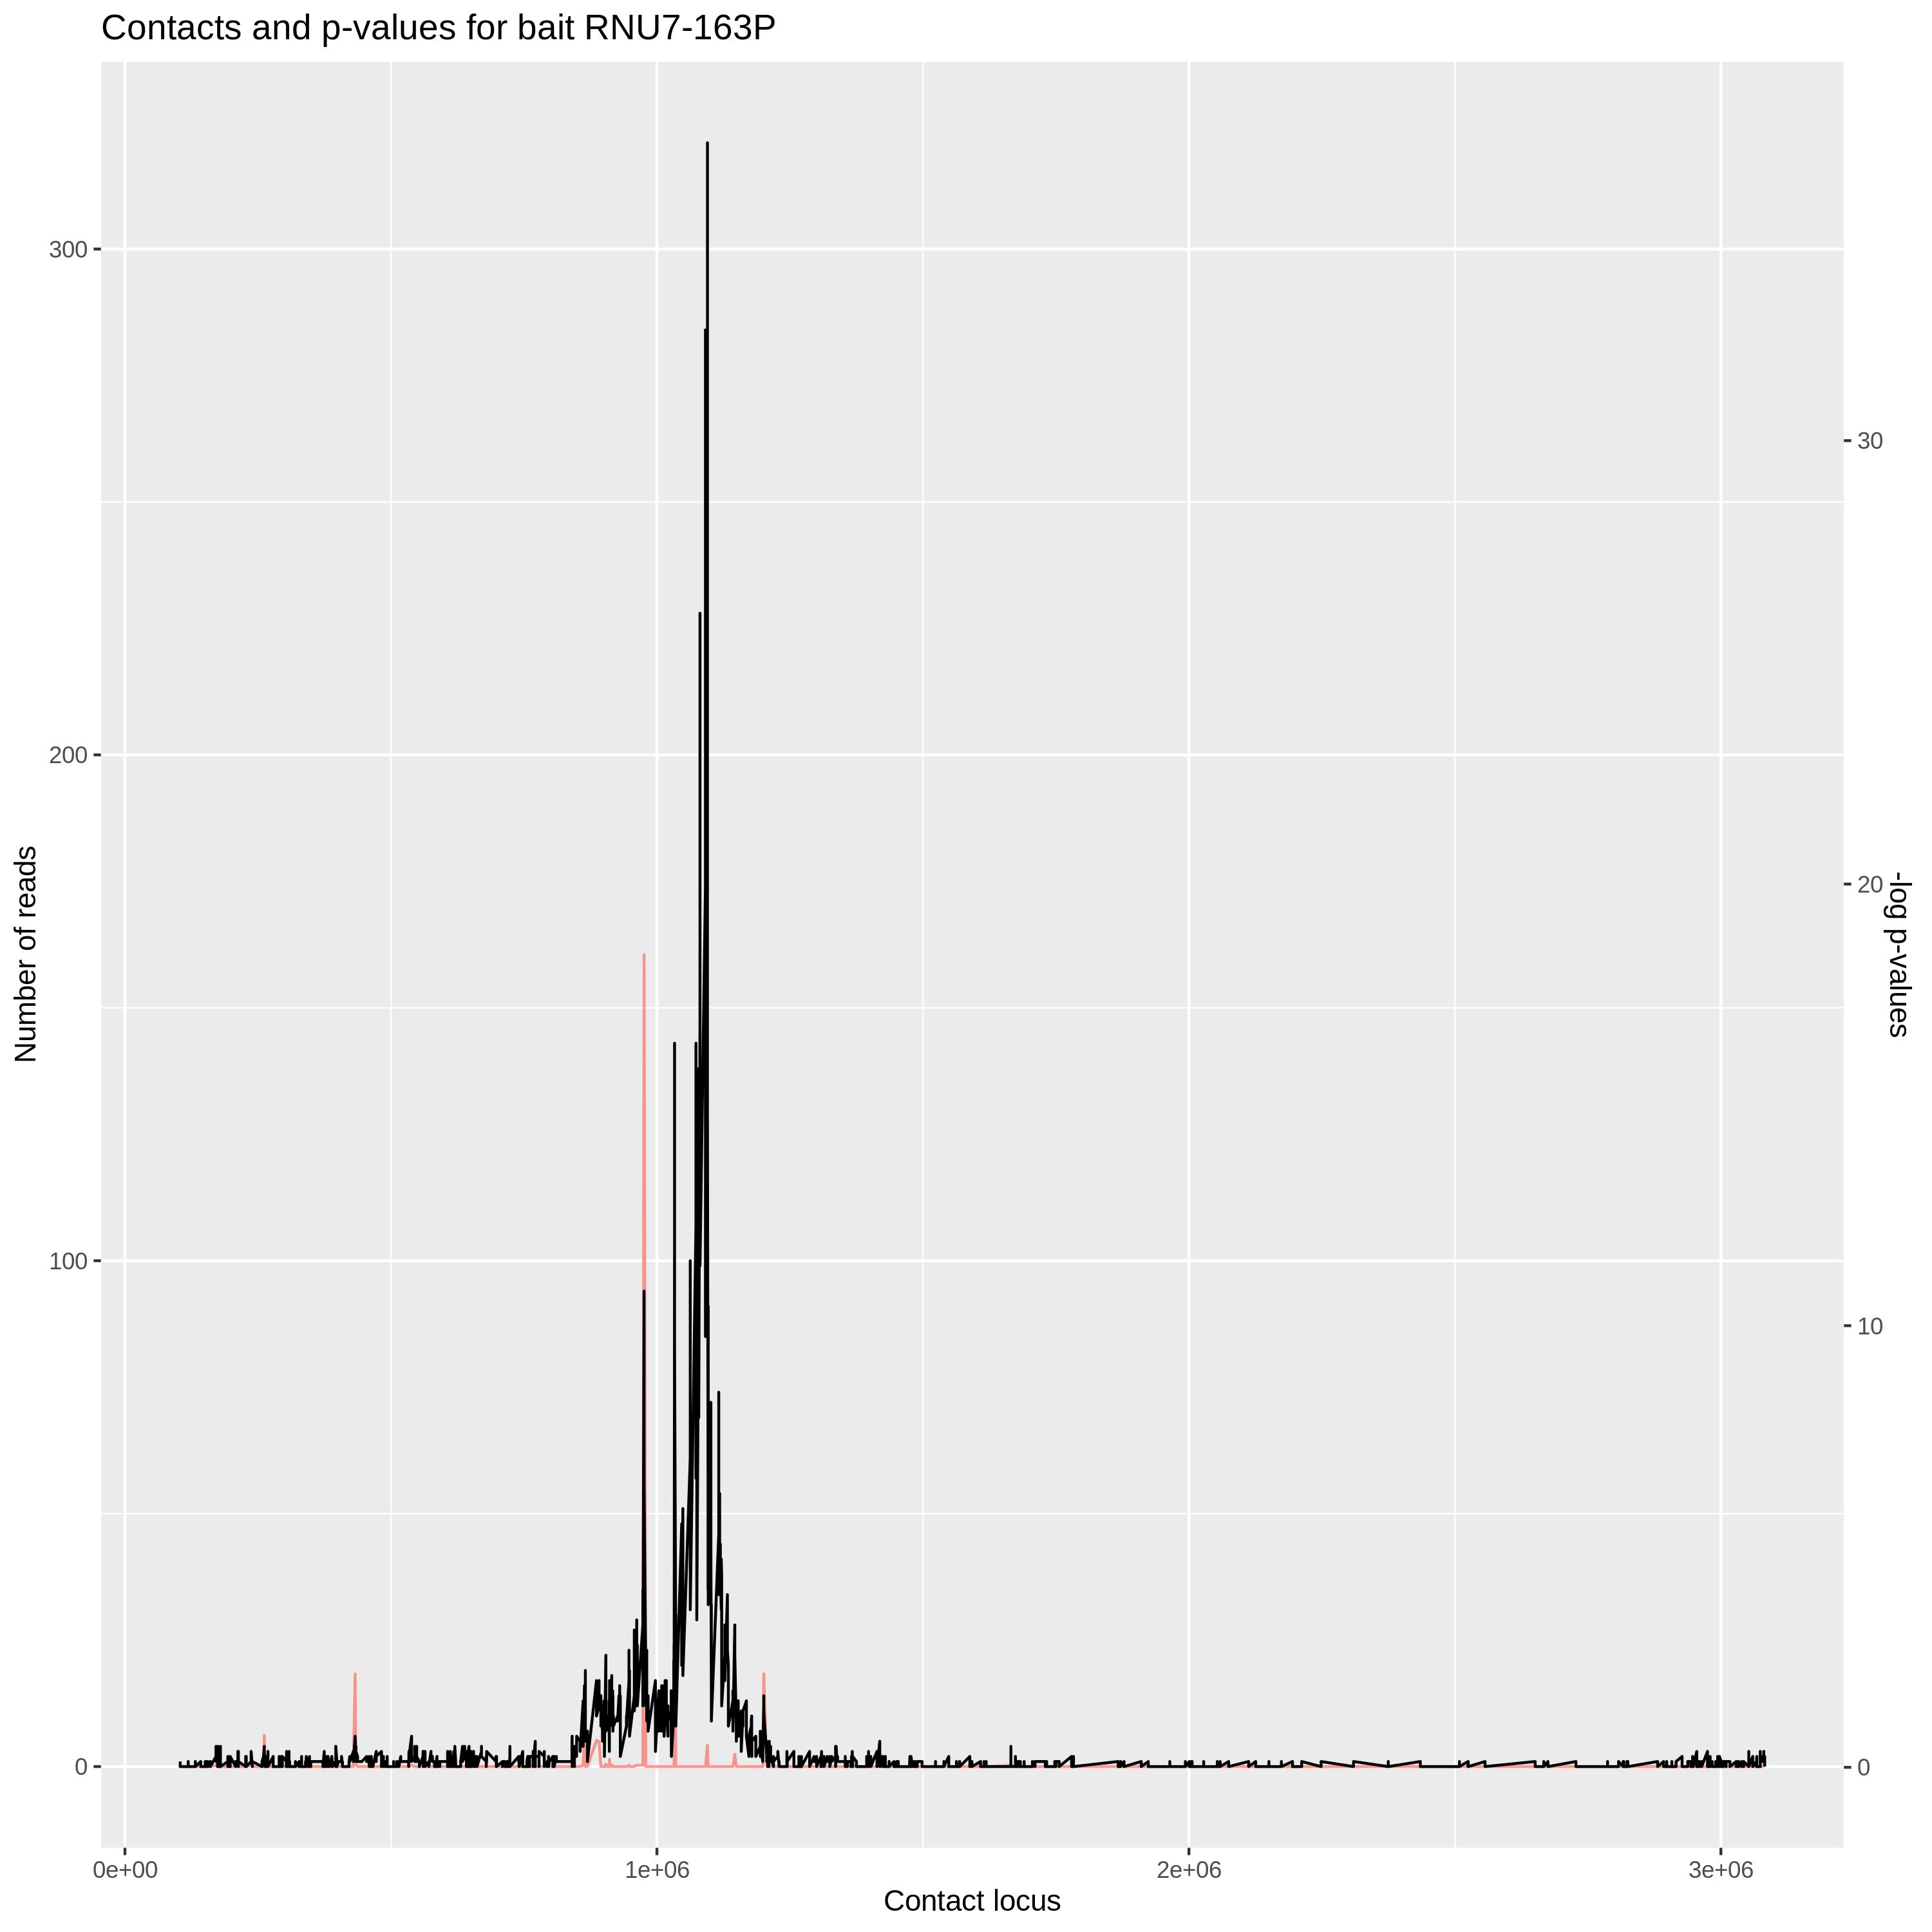 Contacts and p-values for bait RNU7-163P
Number of reads
300
200
100
0
30
20
10
0
-log p-values
0e+00
1e+06
2e+06
3e+06
Contact locus